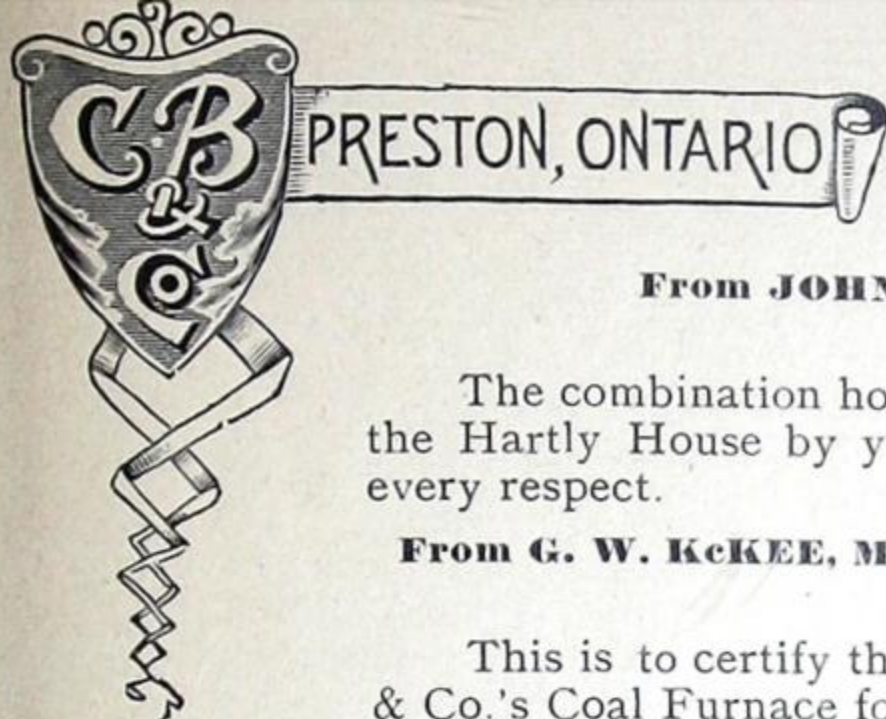 C. B
& Co
PRESTON, ONTARIO
From JOHN
The combination ho
the Hartly House by y
every respect.
From G. W. KcKEE, M
This is to certify th
& Co.'s Coal Furnace fo